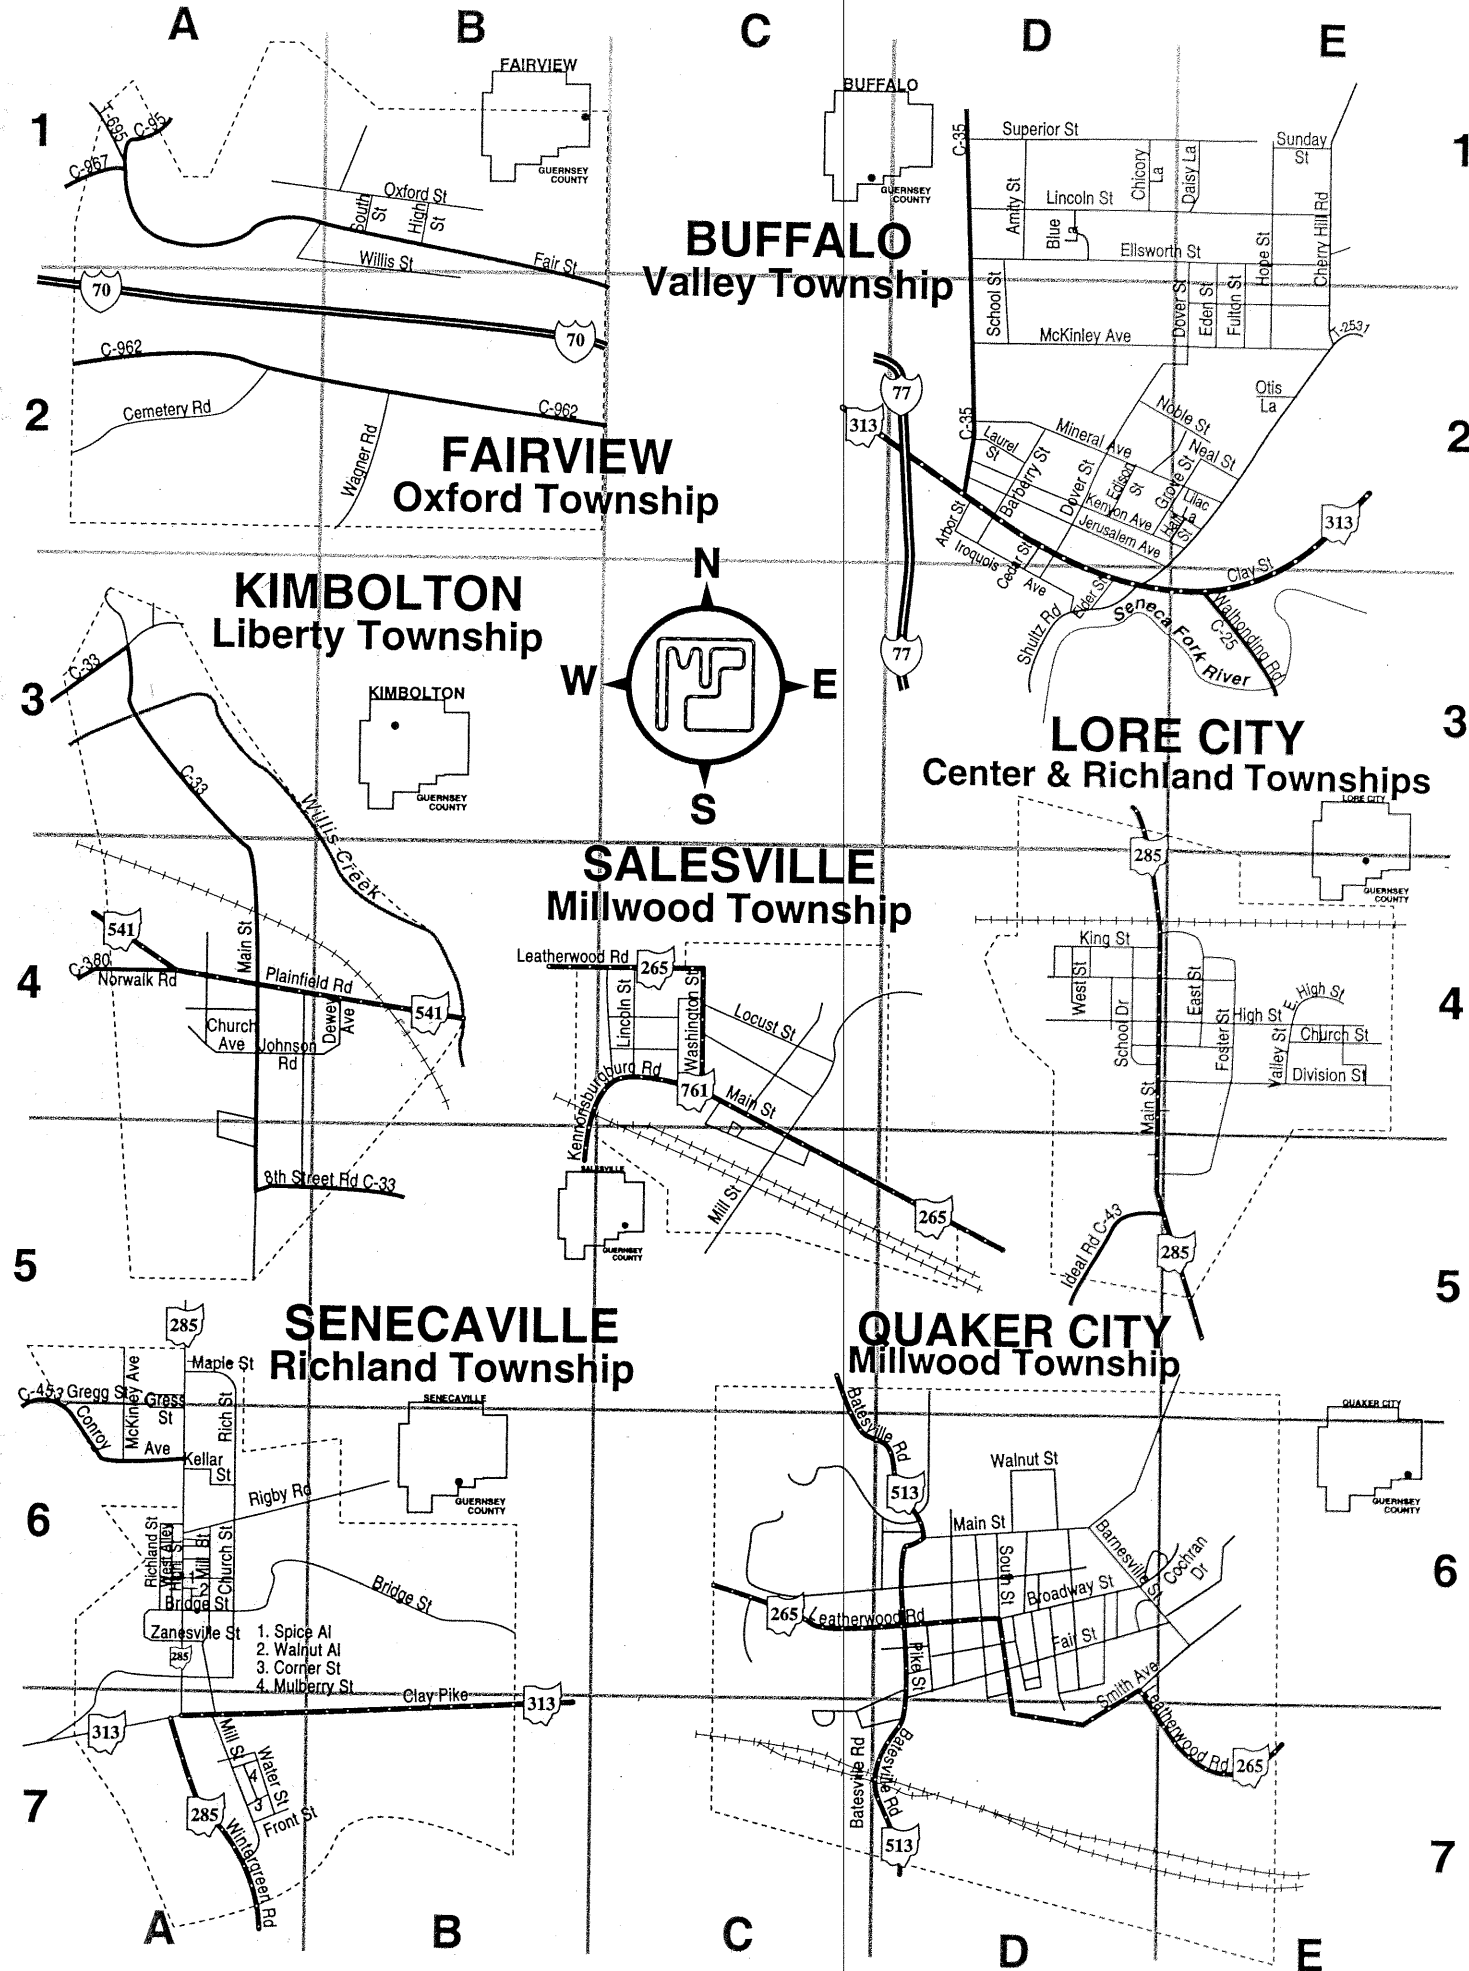 A
B
C
D
E
1
1
2
2
3
3
4
4
5
5
6
6
7
7
FAIRVIEW
GUERNSEY
COUNTY
T-695
C-95
C-967
Oxford St
South
St
High
St
Willis St
Fair St
70
70
C-962
C-962
Cemetery Rd
Wagner Rd
FAIRVIEW
Oxford Township
BUFFALO
GUERNSEY
COUNTY
BUFFALO
Valley Township
C-35
Superior St
Sunday
St
Chicory
La
Daisy La
Amity St
Lincoln St
Blue
La
Ellsworth St
Hope St
Cherry Hill Rd
School St
Dover St
Eden St
Fulton St
McKinley Ave
T-2531
Otis
La
77
313
C-35
Noble St
Mineral Ave
Neal St
Laurel
St
Barberry St
Dover St
Edison
St
Grove St
Lilac
La
Kenyon Ave
Hall St
Jerusalem Ave
Arbor St
Iroquois
Ave
Cedar St
Elder St
Shultz Rd
313
Clay St
Walhonding Rd
C-25
Seneca Fork River
77
KIMBOLTON
Liberty Township
N
W
E
S
KIMBOLTON
GUERNSEY
COUNTY
C-33
C-33
Willis Creek
541
C-380
Norwalk Rd
Main St
Plainfield Rd
541
Church
Ave
Johnson
Rd
Dewey
Ave
8th Street Rd C-33
LORE CITY
Center & Richland Townships
LORE CITY
GUERNSEY
COUNTY
285
King St
West St
School Dr
East St
Foster St
High St
E. High St
Church St
Valley St
Division St
Main St
Ideal Rd C-43
285
SALESVILLE
Millwood Township
Leatherwood Rd
265
Lincoln St
Washington St
Locust St
Kennonsburgburg Rd
761
Main St
Mill St
265
SALESVILLE
GUERNSEY
COUNTY
SENECAVILLE
Richland Township
SENECAVILLE
GUERNSEY
COUNTY
285
Maple St
C-453
Gregg St
Gress
St
McKinley Ave
Rich St
Conroy
Ave
Kellar
St
Rigby Rd
Richland St
West Alley
High St
Mill St
Church St
1
2
Bridge St
Bridge St
Zanesville St
285
1. Spice Al
2. Walnut Al
3. Corner St
4. Mulberry St
Clay Pike
313
313
Mill St
Water St
4
3
Front St
285
Wintergreen Rd
QUAKER CITY
Millwood Township
QUAKER CITY
GUERNSEY
COUNTY
Batesville Rd
513
Walnut St
Main St
South St
Barnesville St
Cochran
Dr
Broadway St
265
Leatherwood Rd
Fair St
Pike St
Smith Ave
Leatherwood Rd
265
Batesville Rd
Batesville Rd
513
A
B
C
D
E